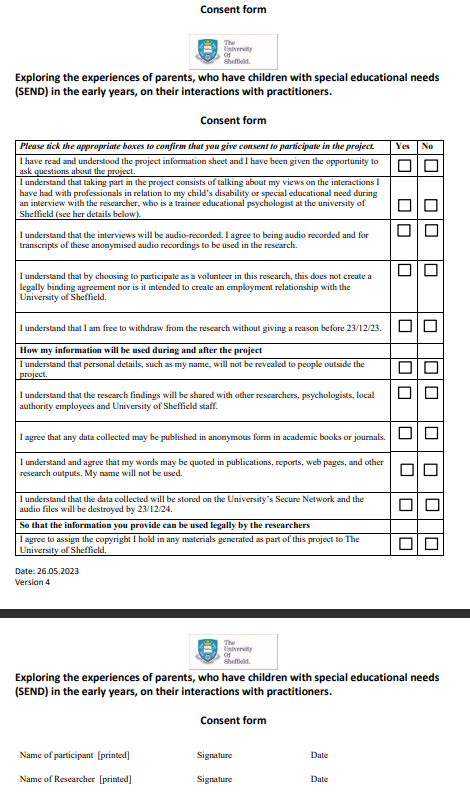 Consent form
The
University
Of
Sheffield.
Exploring the experiences of parents, who have children with special educational needs
(SEND) in the early years, on their interactions with practitioners.
Consent form
Please tick the appropriate boxes to confirm that you give consent to participate in the project. Yes No
I have read and understood the project information sheet and I have been given the opportunity to
ask questions about the project.
I understand that taking part in the project consists of talking about my views on the interactions I
have had with professionals in relation to my child's disability or special educational need during
an interview with the researcher, who is a trainee educational psychologist at the university of
Sheffield (see her details below).
I understand that the interviews will be audio-recorded. I agree to being audio recorded and for
transcripts of these anonymised audio recordings to be used in the research.
I understand that by choosing to participate as a volunteer in this research, this does not create a
legally binding agreement nor is it intended to create an employment relationship with the
University of Sheffield.
I understand that I am free to withdraw from the research without giving a reason before 23/12/23.
How my information will be used during and after the project
I understand that personal details, such as my name, will not be revealed to people outside the
project.
I understand that the research findings will be shared with other researchers, psychologists, local
authority employees and University of Sheffield staff.
I agree that any data collected may be published in anonymous form in academic books or journals.
I understand and agree that my words may be quoted in publications, reports, web pages, and other
research outputs. My name will not be used.
I understand that the data collected will be stored on the University's Secure Network and the
audio files will be destroyed by 23/12/24.
So that the information you provide can be used legally by the researchers
I agree to assign the copyright I hold in any materials generated as part of this project to The
University of Sheffield.
Date: 26.05.2023
Version 4
The
University
Of
Sheffield.
Exploring the experiences of parents, who have children with special educational needs
(SEND) in the early years, on their interactions with practitioners.
Consent form
Name of participant [printed] Signature Date
Name of Researcher [printed] Signature Date